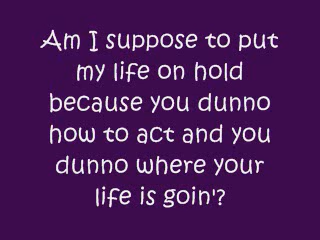 Am I suppose to put
my life on hold
because you dunno
how to act and you
dunno where your
life is goin'?